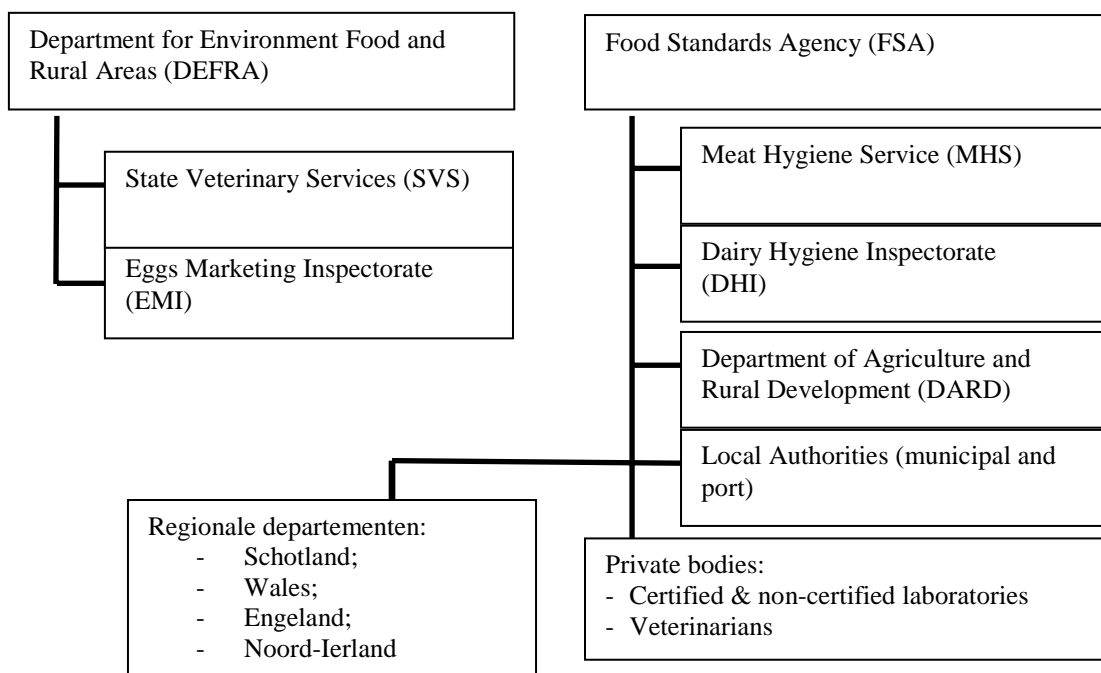 Department for Environment Food and
Rural Areas (DEFRA)
State Veterinary Services (SVS)
Eggs Marketing Inspectorate
(EMI)
Food Standards Agency (FSA)
Meat Hygiene Service (MHS)
Dairy Hygiene Inspectorate
(DHI)
Department of Agriculture and
Rural Development (DARD)
Local Authorities (municipal and
port)
Regionale departementen:
- Schotland;
- Wales;
- Engeland;
- Noord-Ierland
Private bodies:
- Certified & non-certified laboratories
- Veterinarians